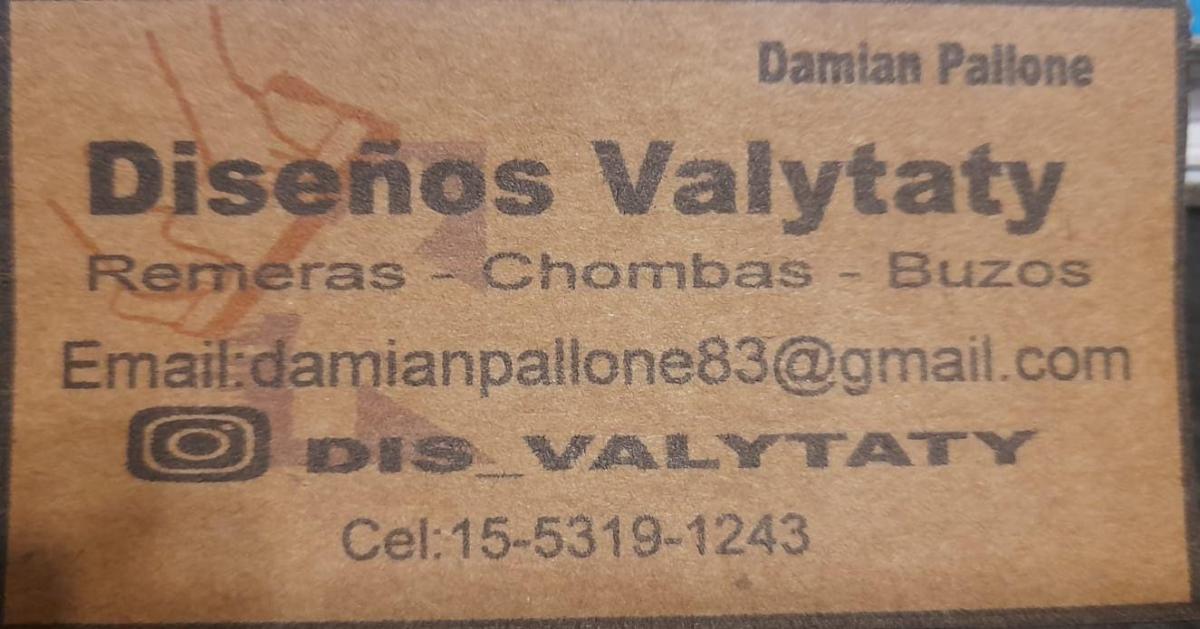 Damian Pallone
Diseños Valytaty
Remeras - Chombas - Buzos
Email:damianpallone83@gmail.com
DIS_VALYTATY
Cel:15-5319-1243